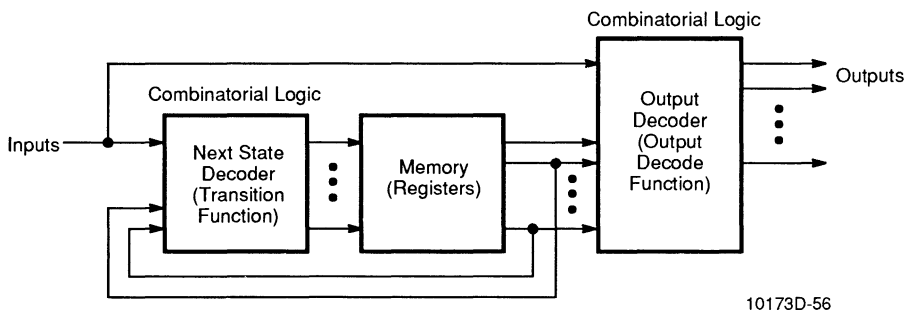 Combinatorial Logic
Combinatorial Logic
Inputs
Next State
Decoder
(Transition
Function)
Memory
(Registers)
Output
Decoder
(Output
Decode
Function)
Outputs
10173D-56